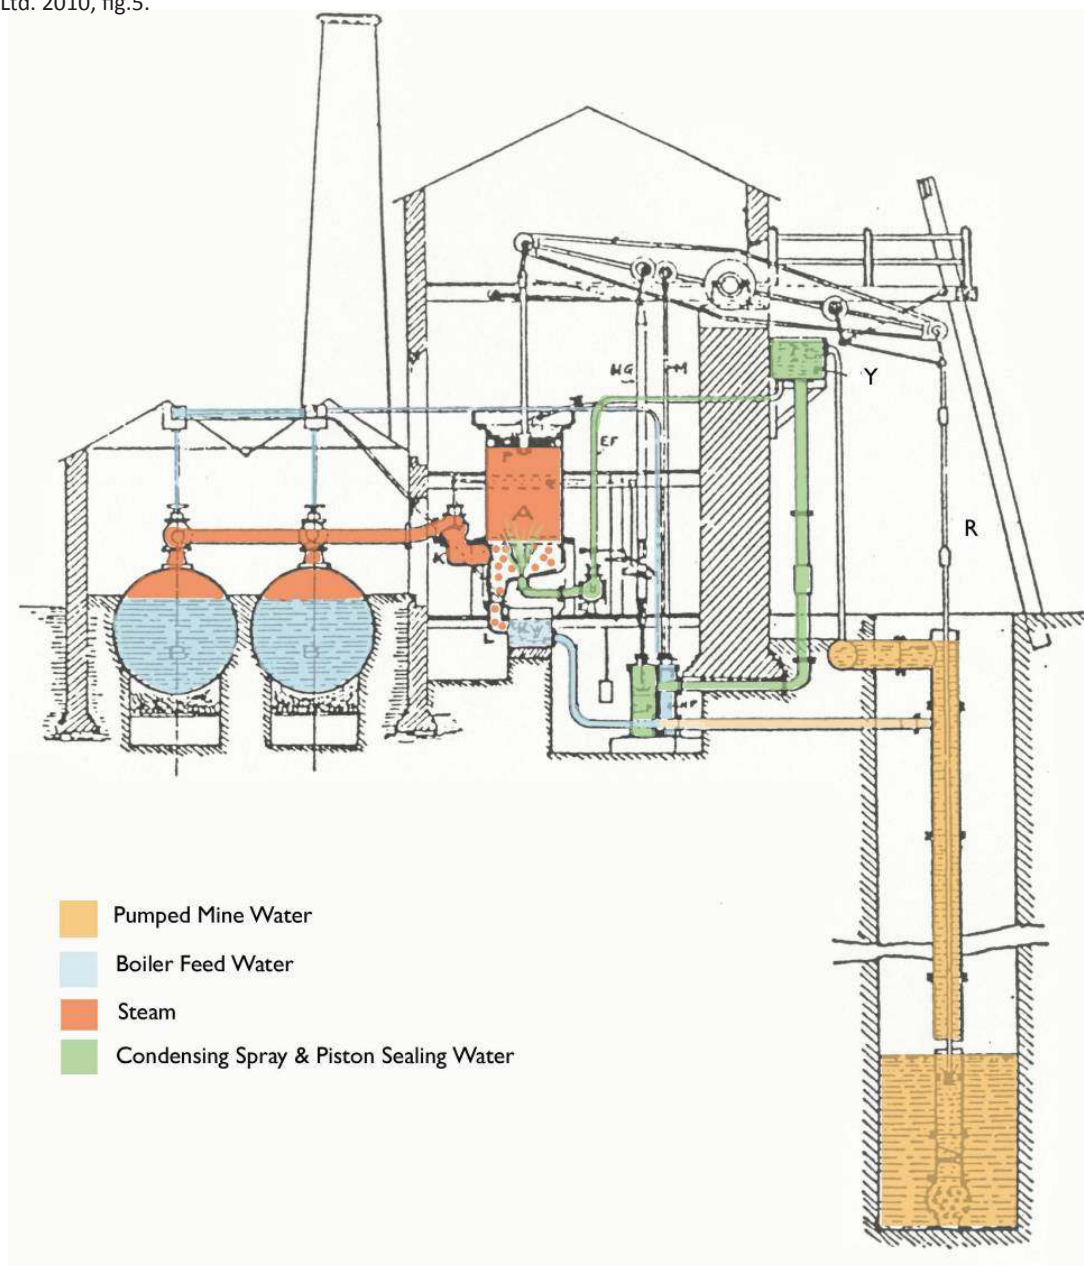 Ltd. 2010, fig.5.
Y
HG
M
EF
P
R
A
K
B
B
L
Pumped Mine Water
Boiler Feed Water
Steam
Condensing Spray & Piston Sealing Water